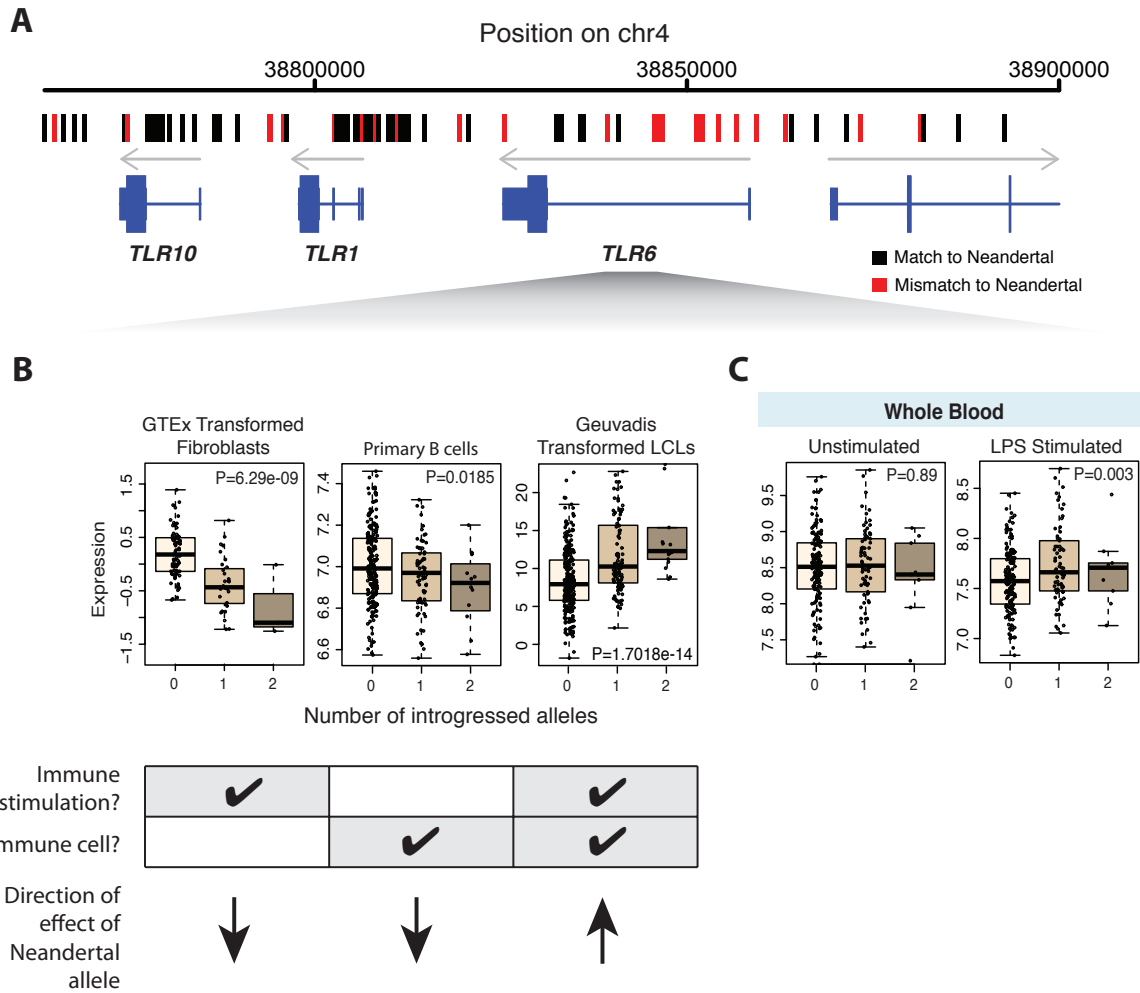 A
Position on chr4
38800000
38850000
38900000
TLR10
TLR1
TLR6
Match to Neandertal
Mismatch to Neandertal
B
C
GTEx Transformed
Fibroblasts
Primary B cells
Geuvadis
Transformed LCLs
Whole Blood
Unstimulated
LPS Stimulated
P=6.29e-09
P=0.0185
P=1.7018e-14
P=0.89
P=0.003
Expression
1.5
0.5
−0.5
−1.5
7.4
7.2
7.0
6.8
6.6
20
15
10
5
0
9.5
9.0
8.5
8.0
7.5
8.5
8.0
7.5
7.0
0 1 2
0 1 2
0 1 2
0 1 2
0 1 2
Number of introgressed alleles
Immune
stimulation?
mmune cell?
Direction of
effect of
Neandertal
allele